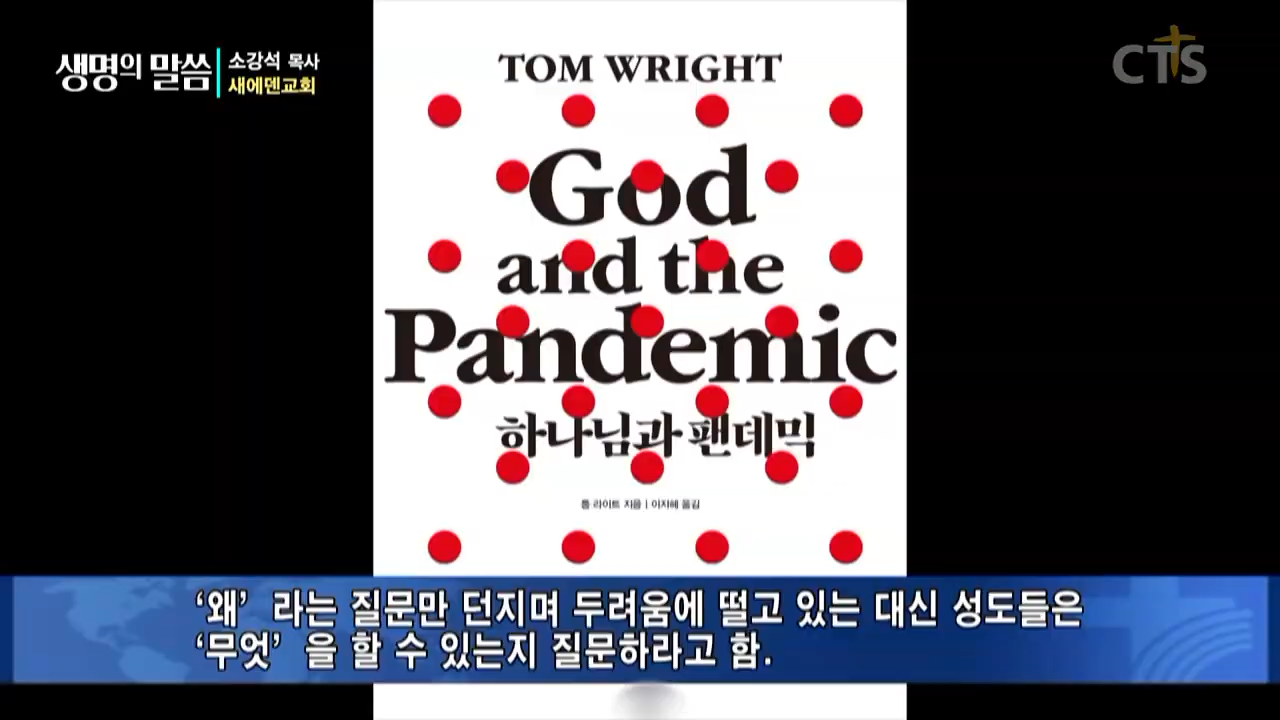 생명의 말씀
소강석 목사
새에덴교회
CTS
TOM WRIGHT
God
and the
Pandemic
하나님과 팬데믹
톰 라이트 지음 | 이지혜 옮김
‘왜’ 라는 질문만 던지며 두려움에 떨고 있는 대신 성도들은
‘무엇’ 을 할 수 있는지 질문하라고 함.